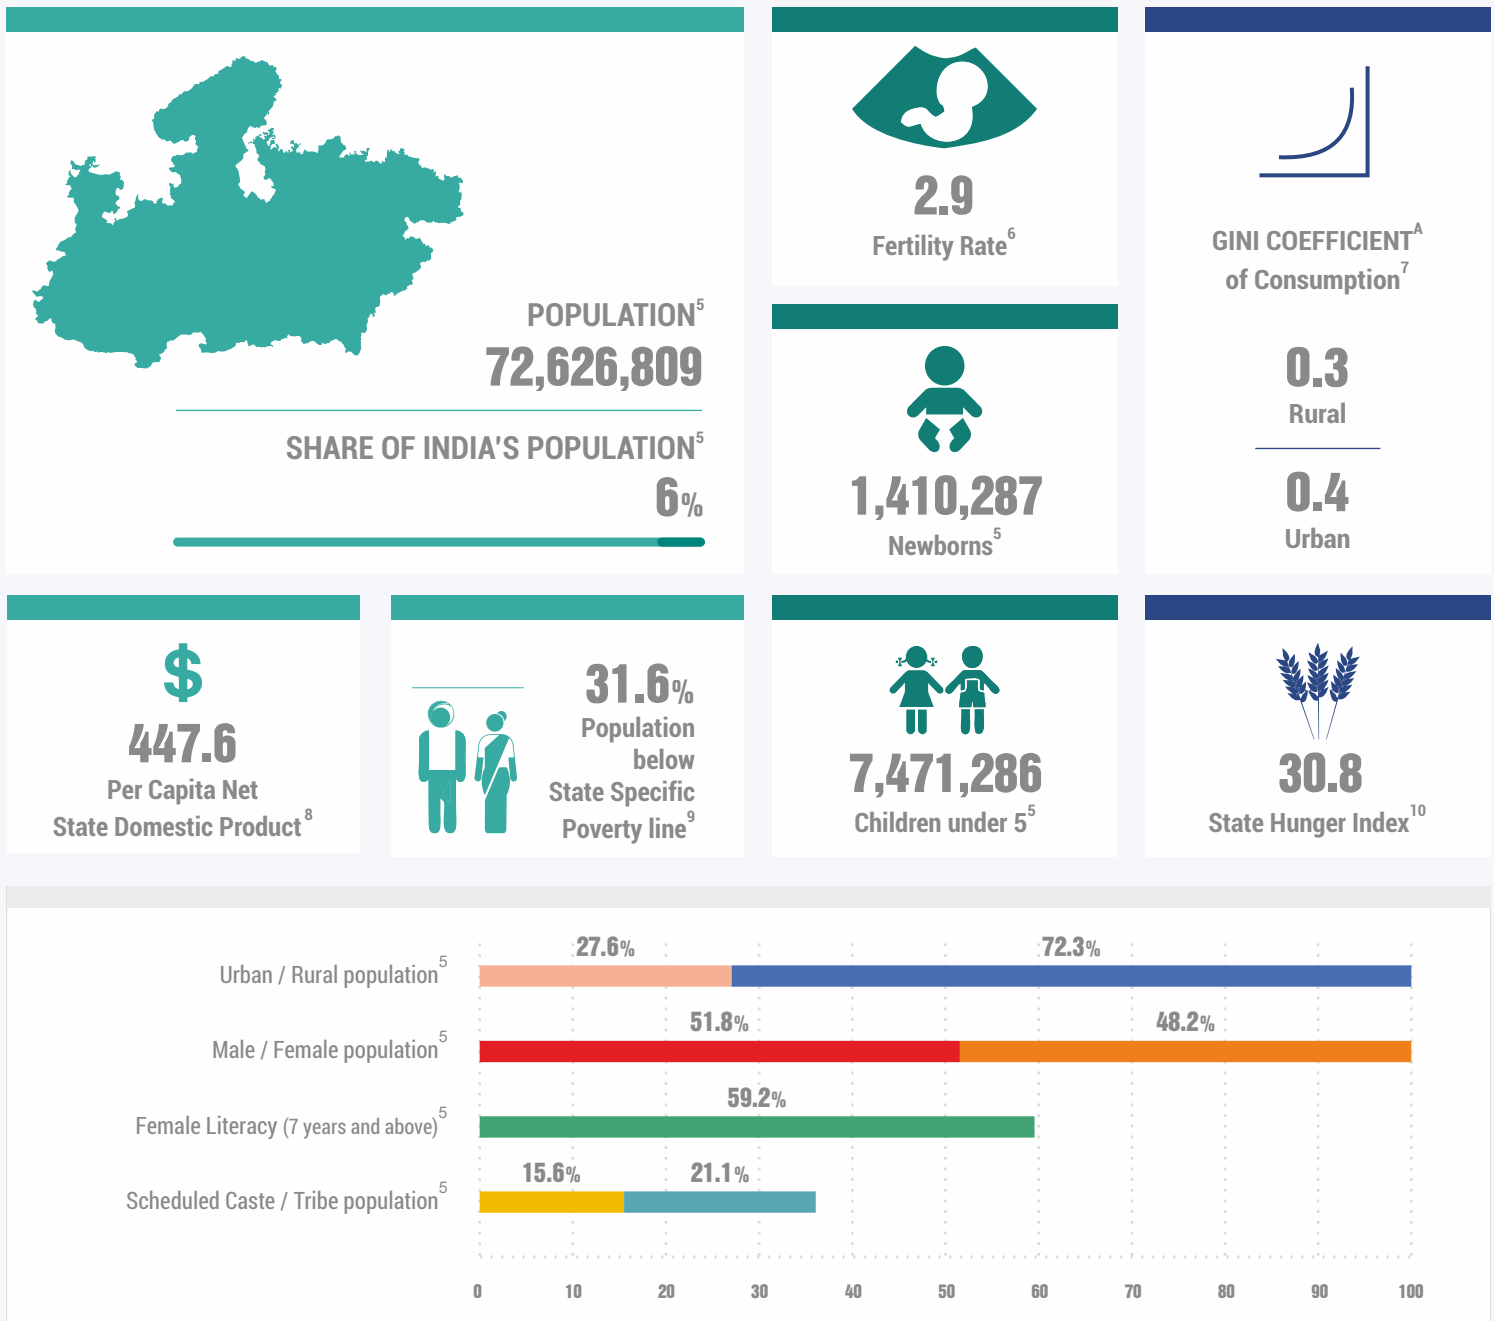 POPULATION5
72,626,809
SHARE OF INDIA'S POPULATION5
6%
2.9
Fertility Rate6
1,410,287
Newborns5
GINI COEFFICIENTA
of Consumption7
0.3
Rural
0.4
Urban
$
447.6
Per Capita Net
State Domestic Product8
31.6%
Population
below
State Specific
Poverty line9
7,471,286
Children under 55
30.8
State Hunger Index10
27.6% 72.3%
Urban / Rural population5
51.8% 48.2%
Male / Female population5
59.2%
Female Literacy (7 years and above)5
15.6% 21.1%
Scheduled Caste / Tribe population5
0 10 20 30 40 50 60 70 80 90 100